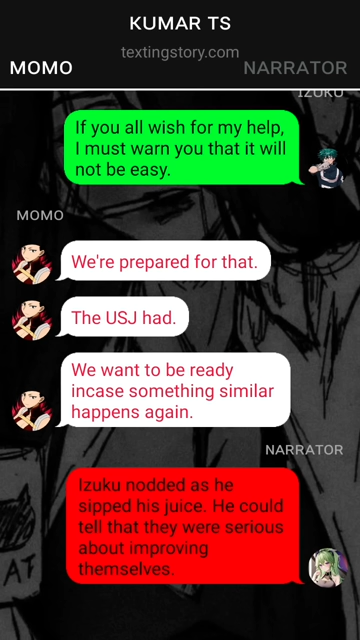 KUMAR TS
textingstory.com
MOMO
NARRATOR
IZUKU
If you all wish for my help,
I must warn you that it will
not be easy.
MOMO
We're prepared for that.
The USJ had.
We want to be ready
incase something similar
happens again.
NARRATOR
Izuku nodded as he
sipped his juice. He could
tell that they were serious
about improving
themselves.